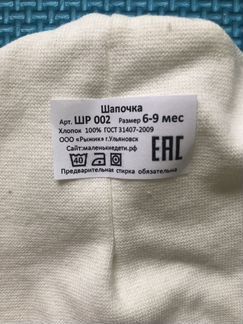 Шапочка
Арт. ШР 002 Размер 6-9 мес
Хлопок 100% ГОСТ 31407-2009
ООО «Рыжик» г.Ульяновск
Сайт:маленькиедети.рф
EAC
40
Предварительная стирка обязательна